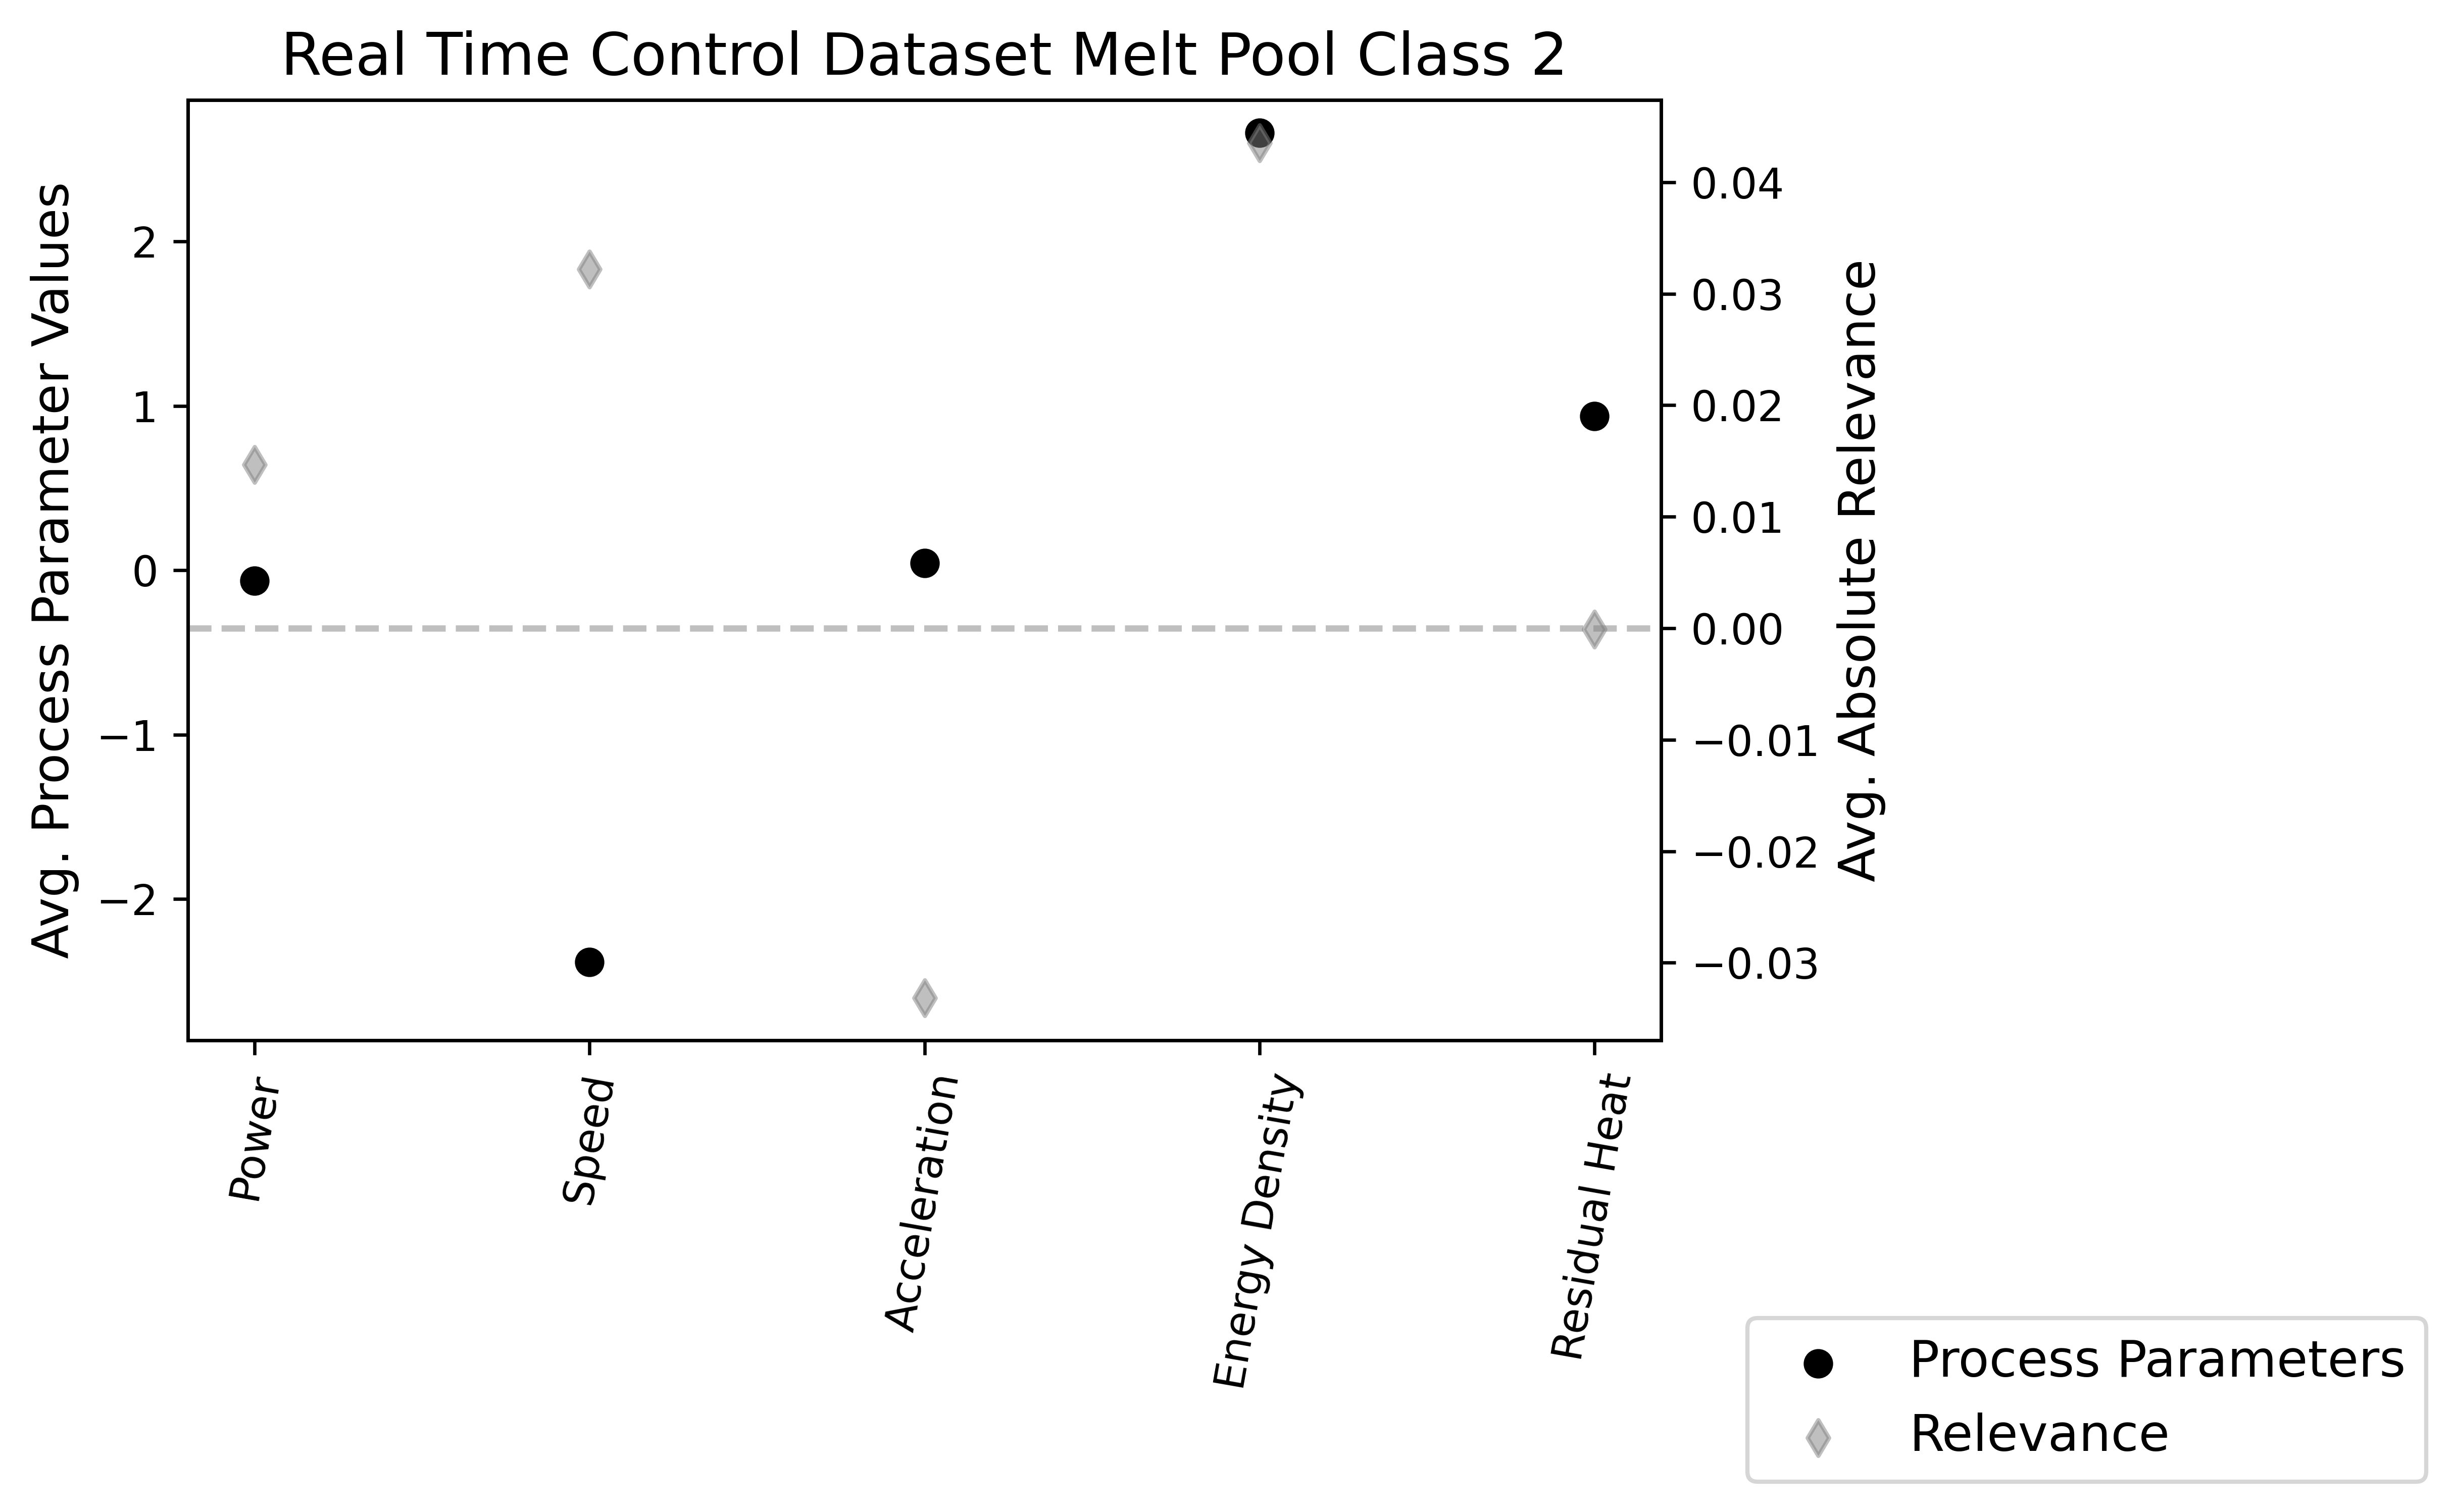 Real Time Control Dataset Melt Pool Class 2
Avg. Process Parameter Values
2
1
0
−1
−2
0.04
0.03
0.02
0.01
0.00
−0.01
−0.02
−0.03
Avg. Absolute Relevance
Power
Speed
Acceleration
Energy Density
Residual Heat
Process Parameters
Relevance